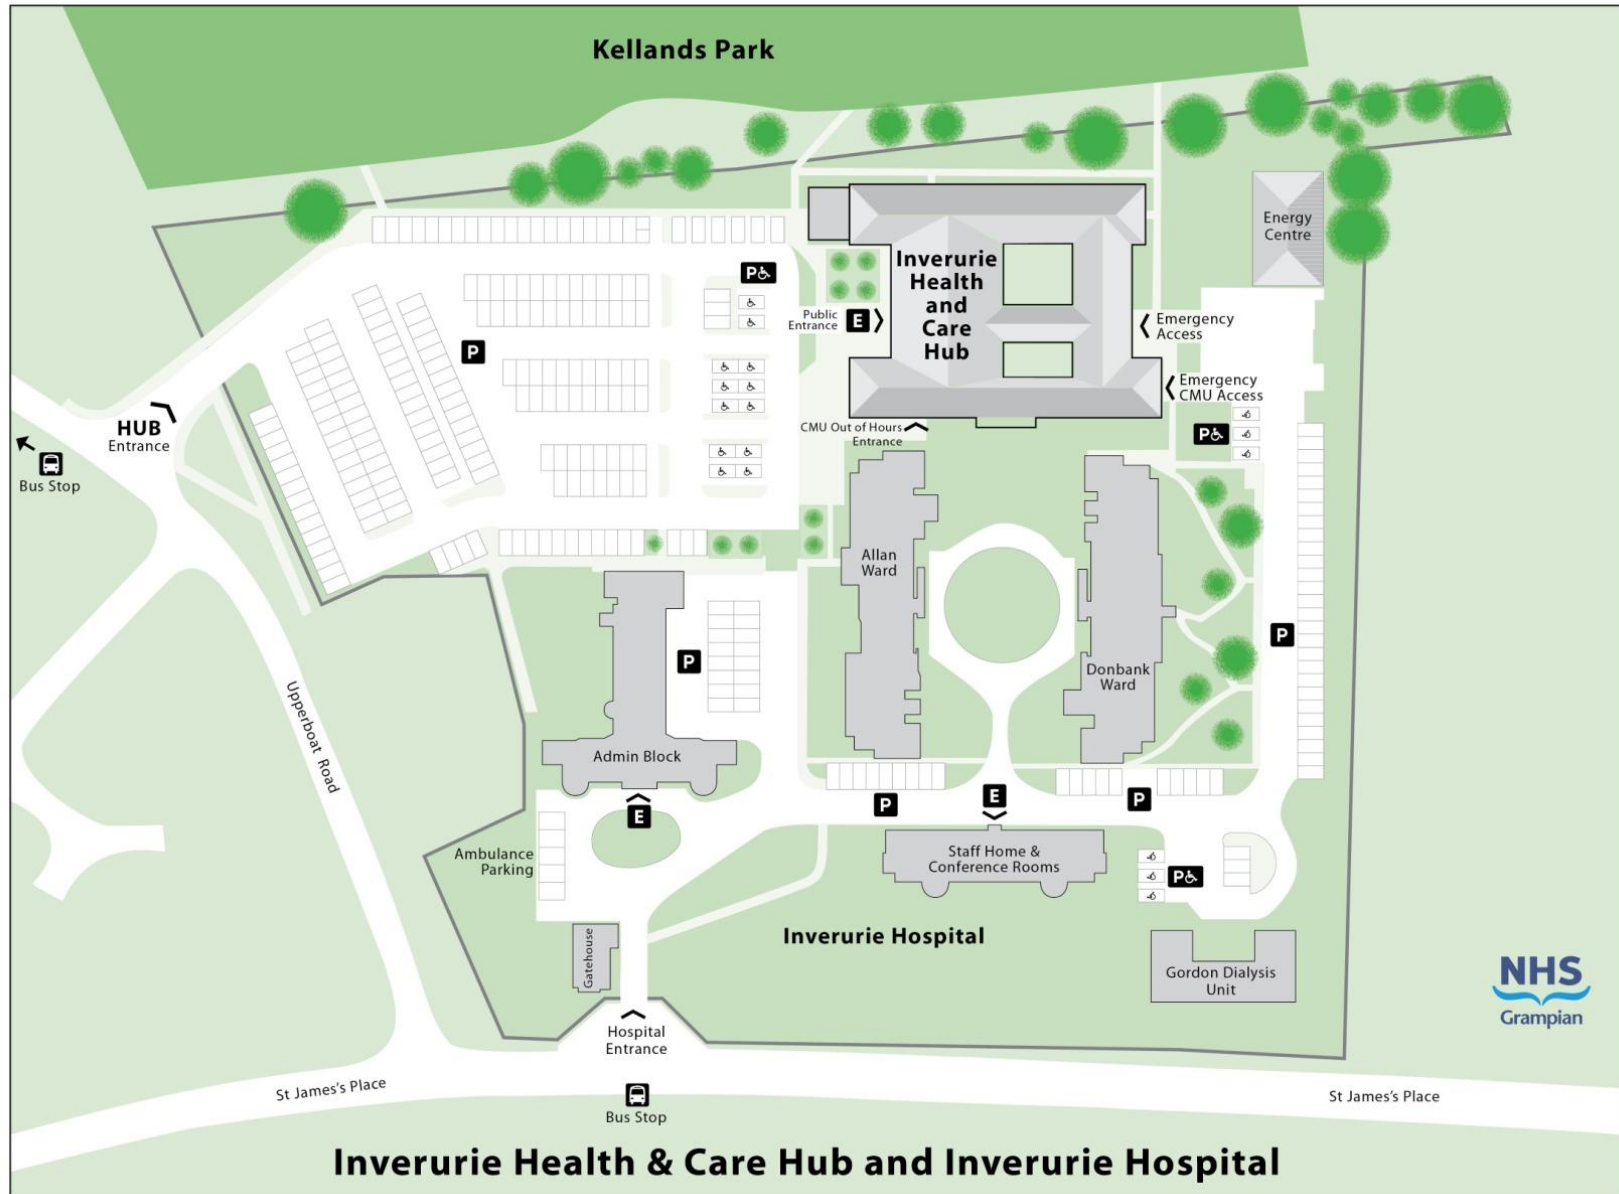 Kellands Park
Energy
Centre
Inverurie
Health
and
Care
Hub
P
Public
Entrance
E
Emergency
Access
P
Emergency
CMU Access
HUB
Entrance
CMU Out of Hours
Entrance
P
Bus Stop
Allan
Ward
P
P
Donbank
Ward
Upperboat Road
Admin Block
E
P
P
E
Ambulance
Parking
Staff Home &
Conference Rooms
P
Gatehouse
Inverurie Hospital
Gordon Dialysis
Unit
NHS
Grampian
Hospital
Entrance
St James's Place
Bus Stop
St James's Place
Inverurie Health & Care Hub and Inverurie Hospital